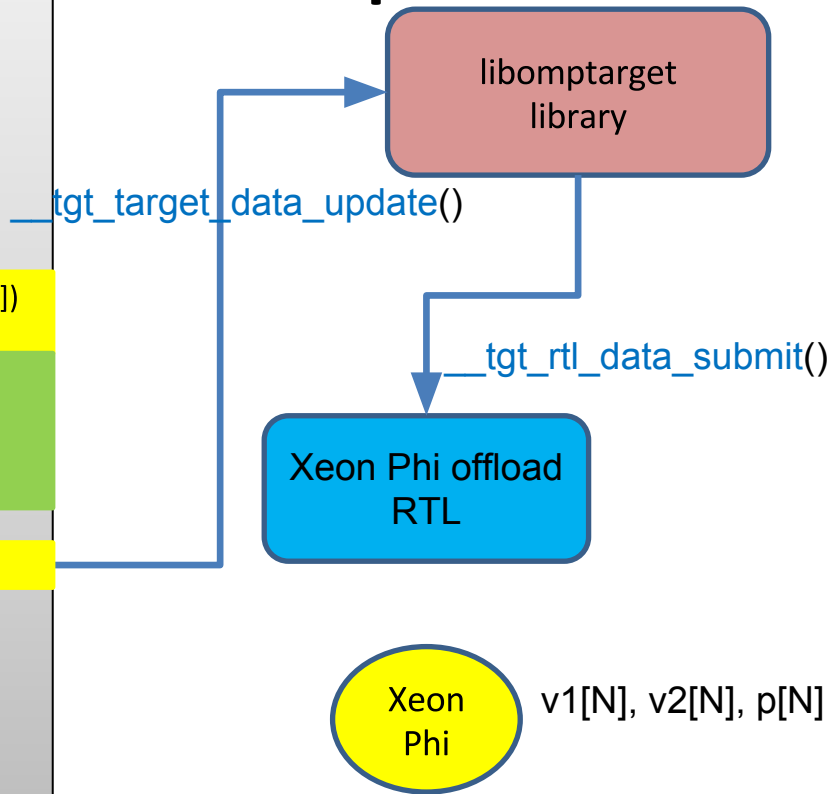 libomptarget
library
__tgt_target_data_update()
])
__tgt_rtl_data_submit()
Xeon Phi offload
RTL
Xeon
Phi
v1[N], v2[N], p[N]